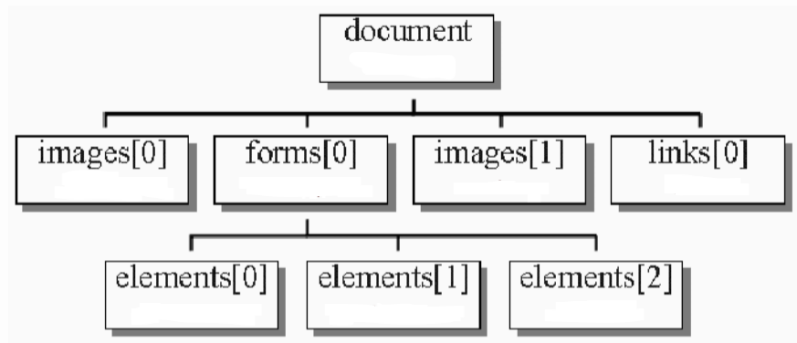 document
images[0] forms[0] images[1] links[0]
elements[0] elements[1] elements[2]